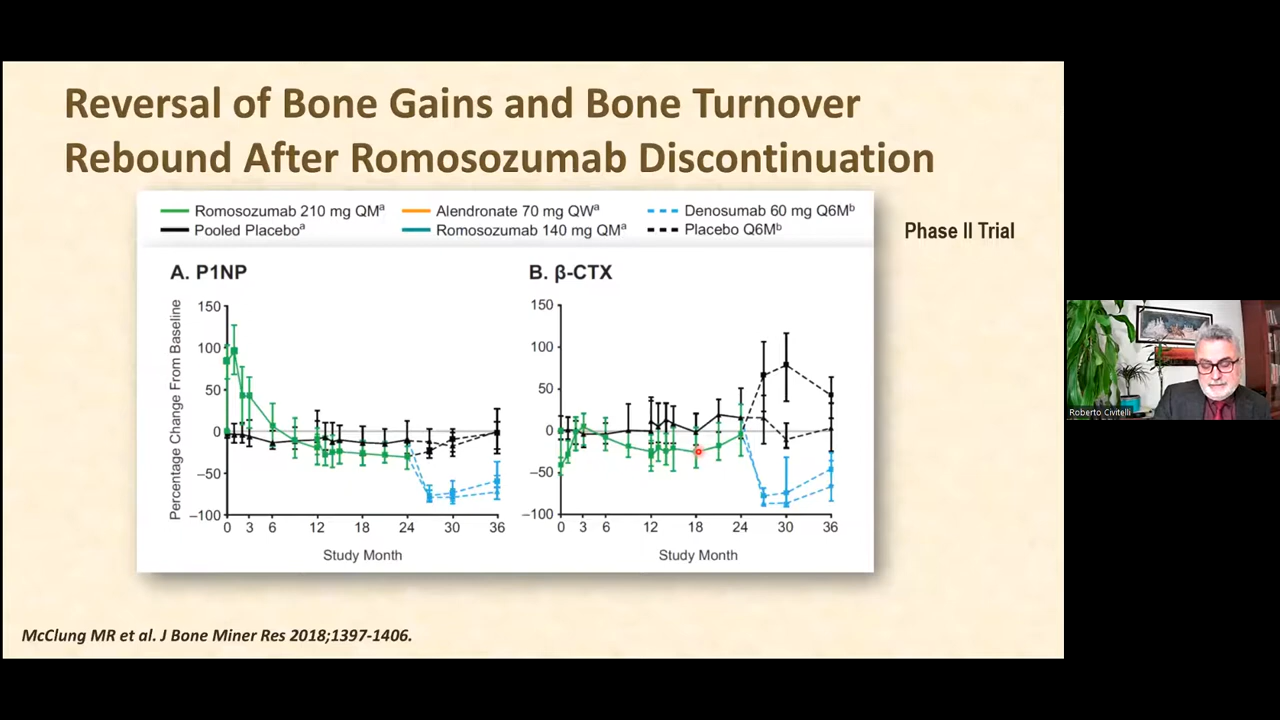 Reversal of Bone Gains and Bone Turnover
Rebound After Romosozumab Discontinuation
Romosozumab 210 mg QMᵃ
Alendronate 70 mg QWᵃ
Denosumab 60 mg Q6Mᵇ
Pooled Placeboᵃ
Romosozumab 140 mg QMᵃ
Placebo Q6Mᵇ
Phase II Trial
A. P1NP
Percentage Change From Baseline
150
100
50
0
–50
–100
0 3 6 12 18 24 30 36
Study Month
B. β-CTX
150
100
50
0
–50
–100
0 3 6 12 18 24 30 36
Study Month
McClung MR et al. J Bone Miner Res 2018;1397-1406.
Roberto Civitelli